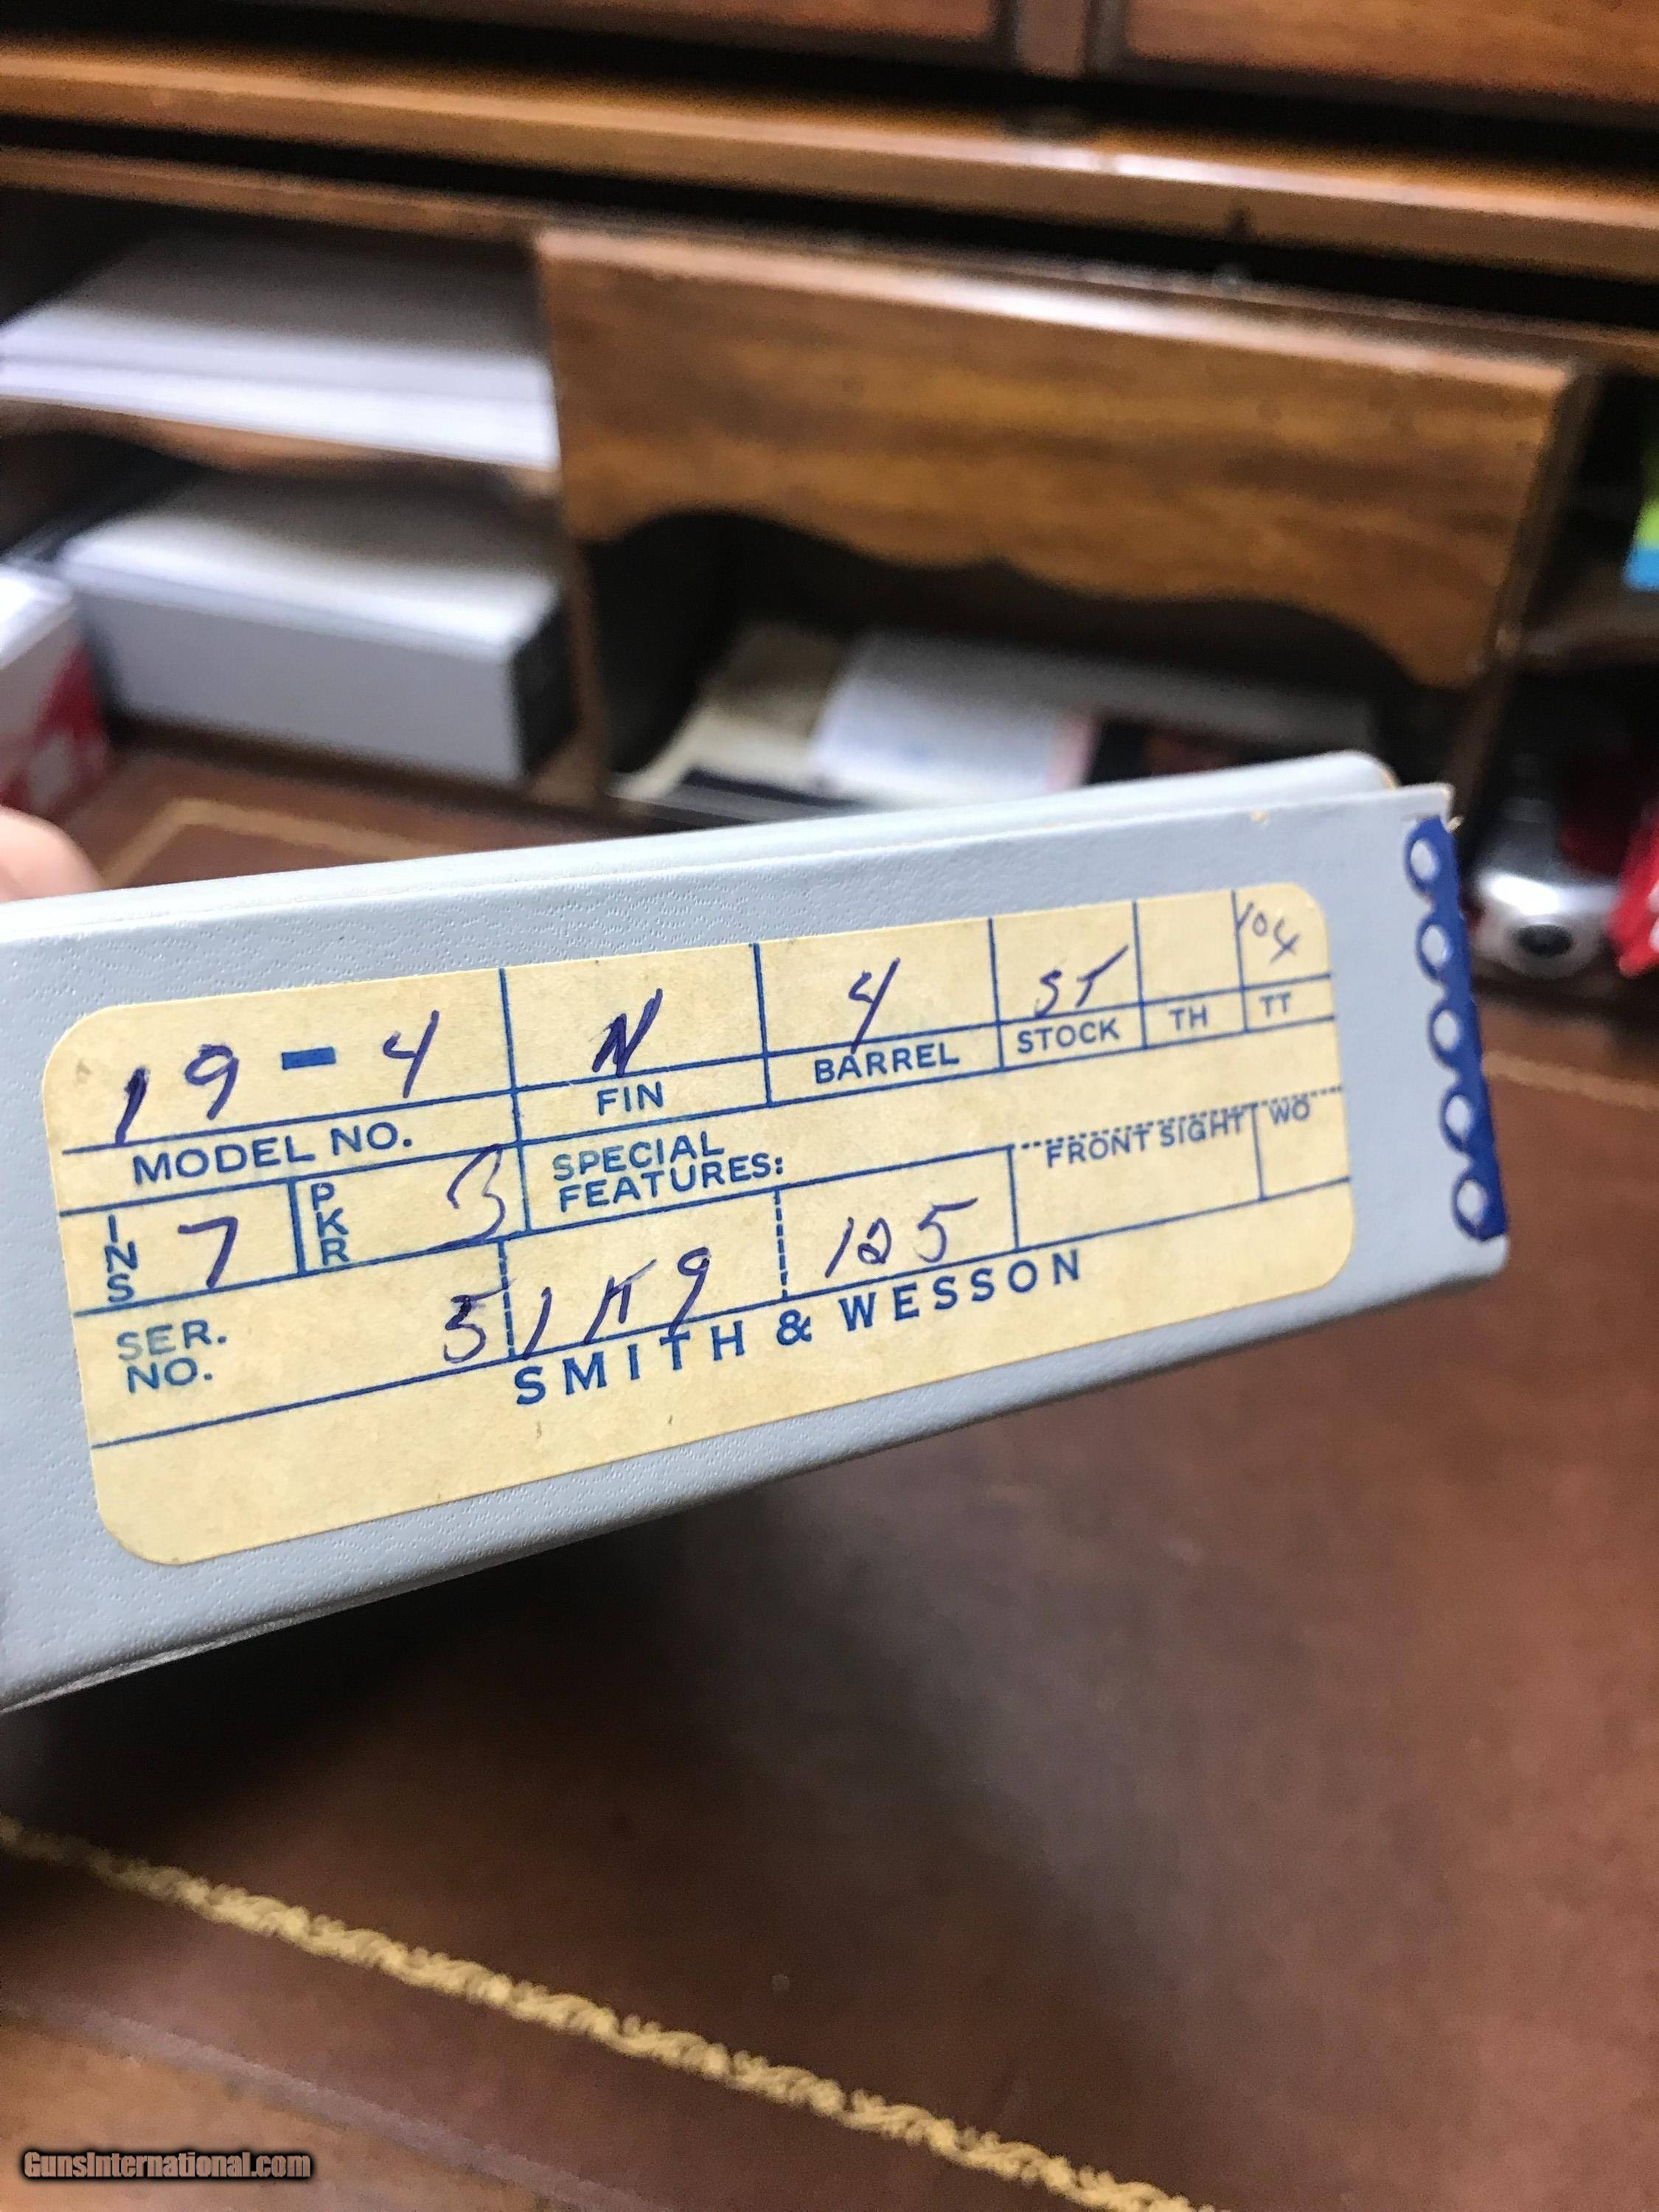 19-4 N 4 ST
MODEL NO. FIN BARREL STOCK TH TT
INS 7 PKR 3 SPECIAL FEATURES: FRONT SIGHT WO
SER. NO. 51K9 125
SMITH & WESSON
GunsInternational.com